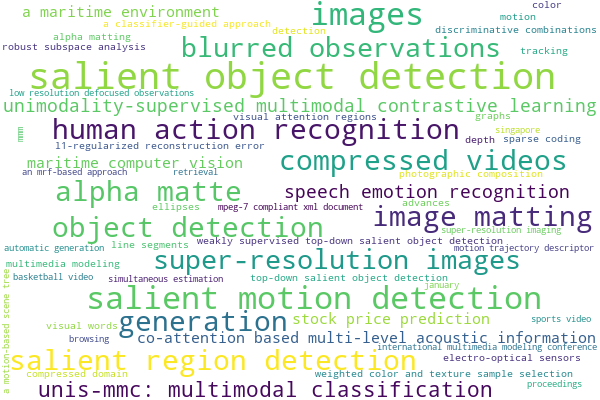 color
a maritime environment
images
motion
a classifier-guided approach
discriminative combinations
detection
alpha matting
robust subspace analysis
blurred observations
tracking
salient object detection
low resolution defocused observations
unimodality-supervised multimodal contrastive learning
visual attention regions
graphs
human action recognition
singapore
mmm
depth
sparse coding
l1-regularized reconstruction error
maritime computer vision
compressed videos
an mrf-based approach
retrieval
photographic composition
alpha matte
speech emotion recognition
ellipses
mpeg-7 compliant xml document
advances
image matting
object detection
super-resolution imaging
weakly supervised top-down salient object detection
line segments
automatic generation
motion trajectory descriptor
super-resolution images
multimedia modeling
basketball video
simultaneous estimation
top-down salient object detection
january
salient motion detection
a motion-based scene tree
generation
stock price prediction
sports video
visual words
browsing
co-attention based multi-level acoustic information
international multimedia modeling conference
salient region detection
electro-optical sensors
compressed domain
weighted color and texture sample selection
unis-mmc: multimodal classification
proceedings